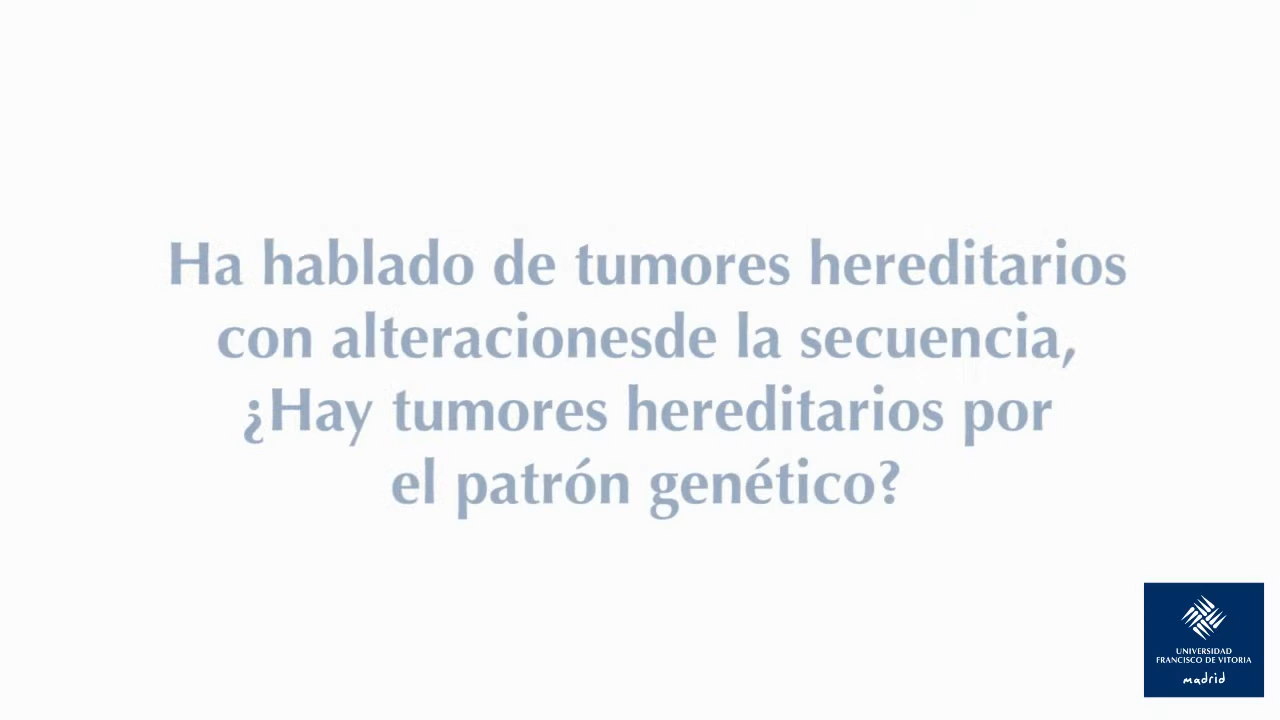 Ha hablado de tumores hereditarios
con alteracionesde la secuencia,
¿Hay tumores hereditarios por
el patrón genético?
UNIVERSIDAD
FRANCISCO DE VITORIA
madrid